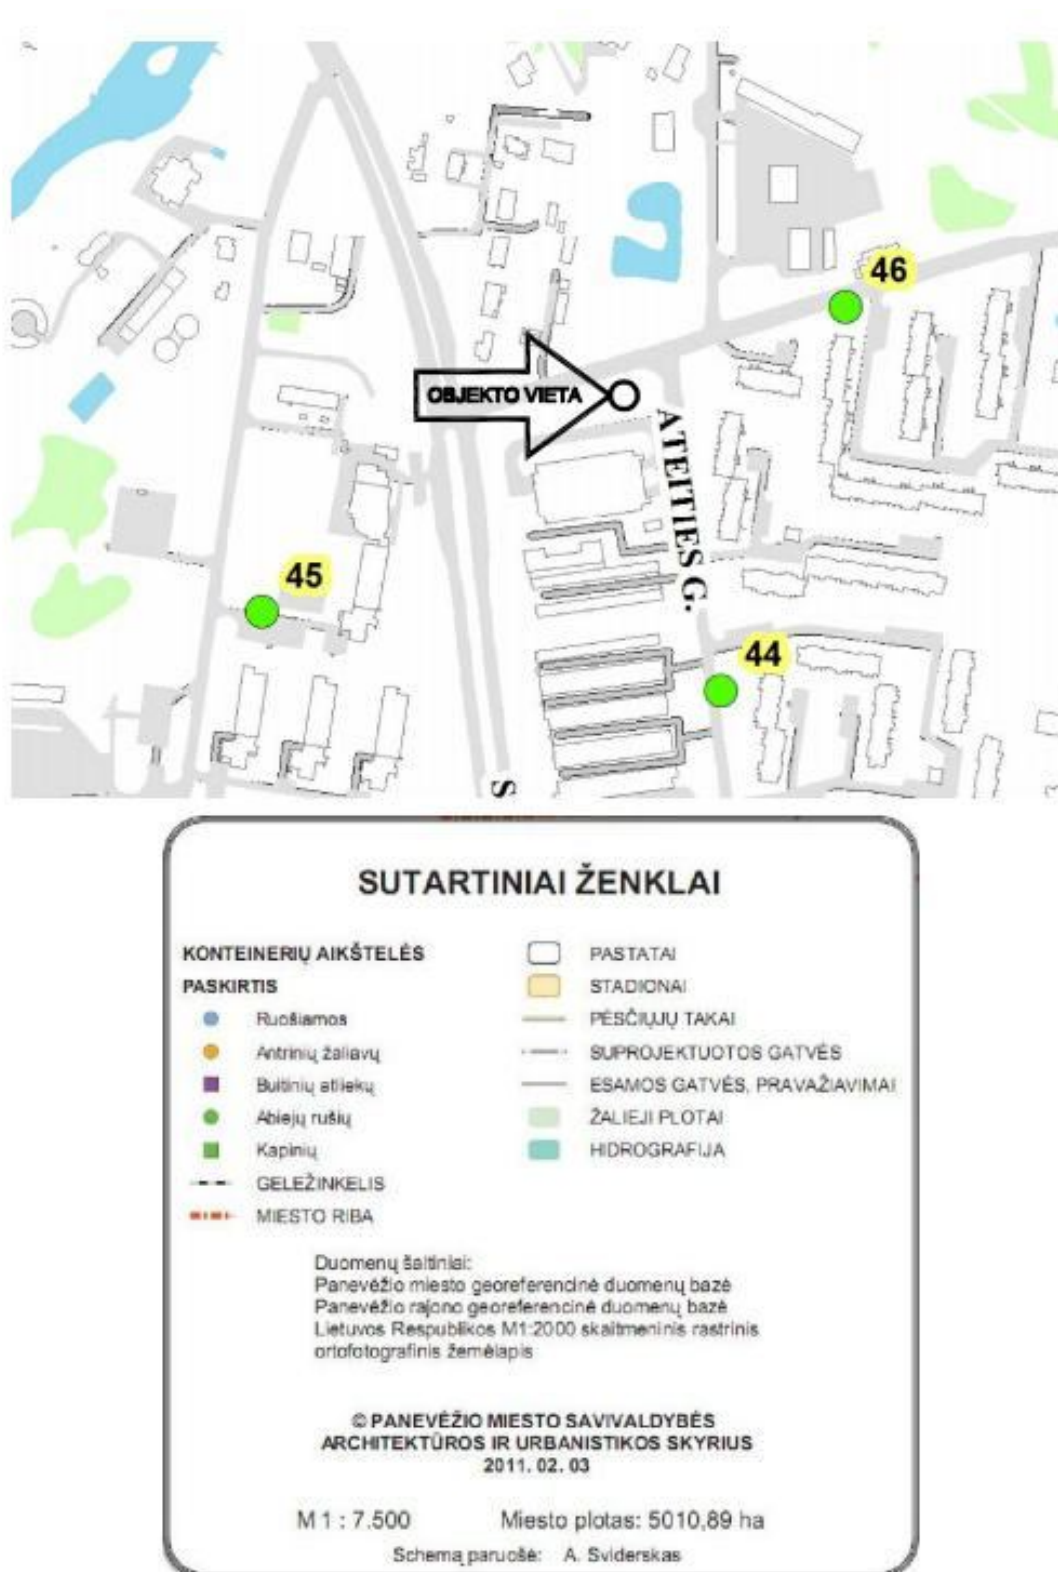 46
OBJEKTO VIETA
ATEITIES G.
45
44
S
SUTARTINIAI ŽENKLAI
KONTEINERIŲ AIKŠTELĖS
PASKIRTIS
Ruošiamos
Antrinių žaliavų
Buitinių atliekų
Abiejų rušių
Kapinių
GELEŽINKELIS
MIESTO RIBA
PASTATAI
STADIONAI
PĖSČIŲJŲ TAKAI
SUPROJEKTUOTOS GATVĖS
ESAMOS GATVĖS, PRAVAŽIAVIMAI
ŽALIEJI PLOTAI
HIDROGRAFIJA
Duomenų šaltiniai:
Panevėžio miesto georeferencinė duomenų bazė
Panevėžio rajono georeferencinė duomenų bazė
Lietuvos Respublikos M1:2000 skaitmeninis rastrinis
ortofotografinis žemėlapis
© PANEVĖŽIO MIESTO SAVIVALDYBĖS
ARCHITEKTŪROS IR URBANISTIKOS SKYRIUS
2011. 02. 03
M 1 : 7.500 Miesto plotas: 5010,89 ha
Schemą paruošė: A. Sviderskas